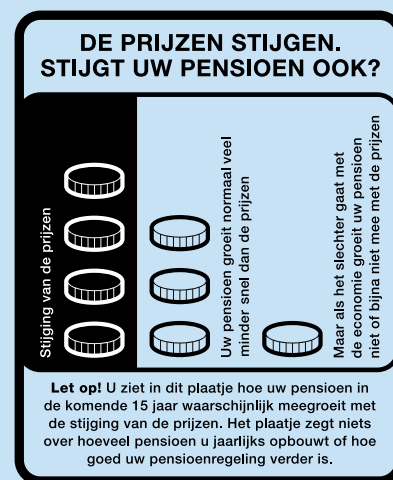 DE PRIJZEN STIJGEN.
STIJGT UW PENSIOEN OOK?
Stijging van de prijzen
Uw pensioen groeit normaal veel
minder snel dan de prijzen
Maar als het slechter gaat met
de economie groeit uw pensioen
niet of bijna niet mee met de prijzen
Let op! U ziet in dit plaatje hoe uw pensioen in
de komende 15 jaar waarschijnlijk meegroeit met
de stijging van de prijzen. Het plaatje zegt niets
over hoeveel pensioen u jaarlijks opbouwt of hoe
goed uw pensioenregeling verder is.